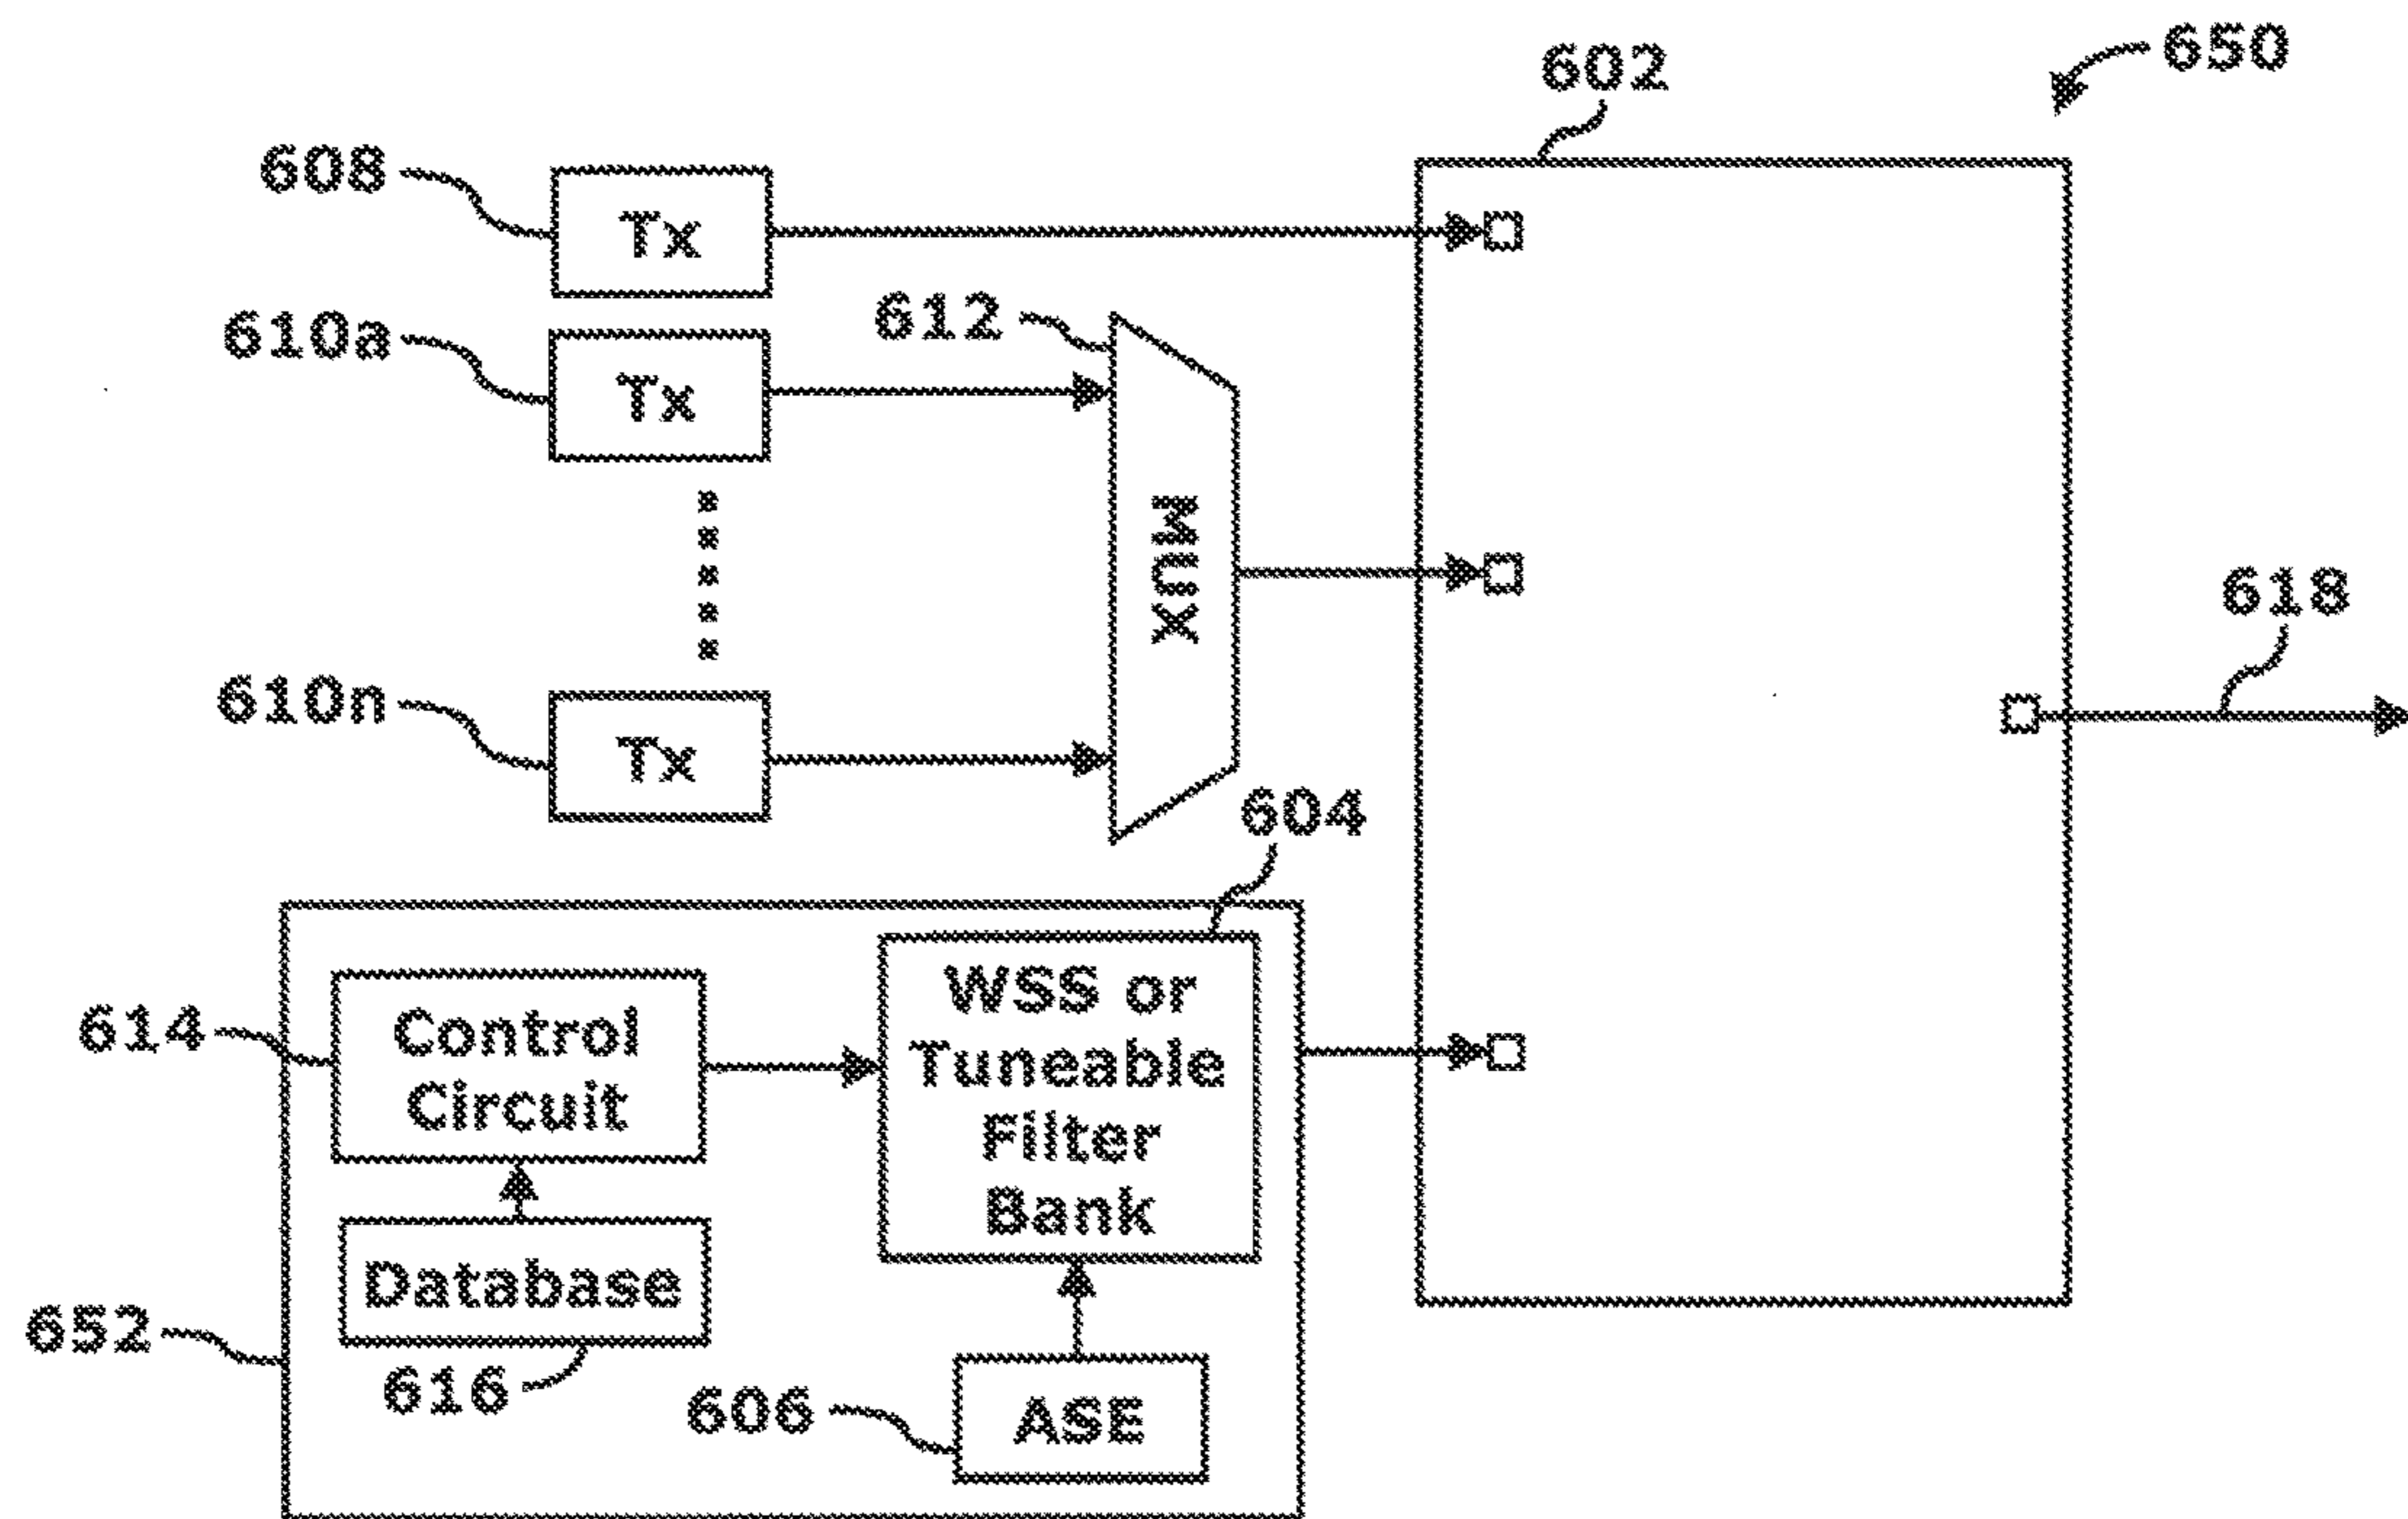 650
602
608
Tx
610a
Tx
612
MUX
610n
Tx
618
604
614
Control
Circuit
WSS or
Tuneable
Filter
Bank
Database
652
616
606
ASE